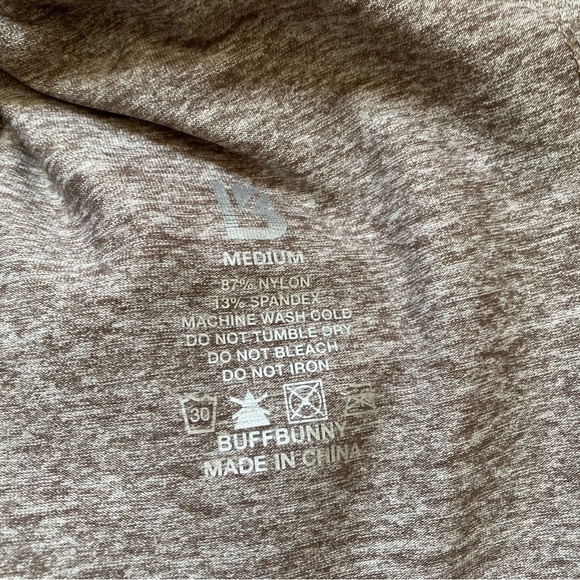 MEDIUM
87% NYLON
13% SPANDEX
MACHINE WASH COLD
DO NOT TUMBLE DRY
DO NOT BLEACH
DO NOT IRON
30
BUFFBUNNY
MADE IN CHINA